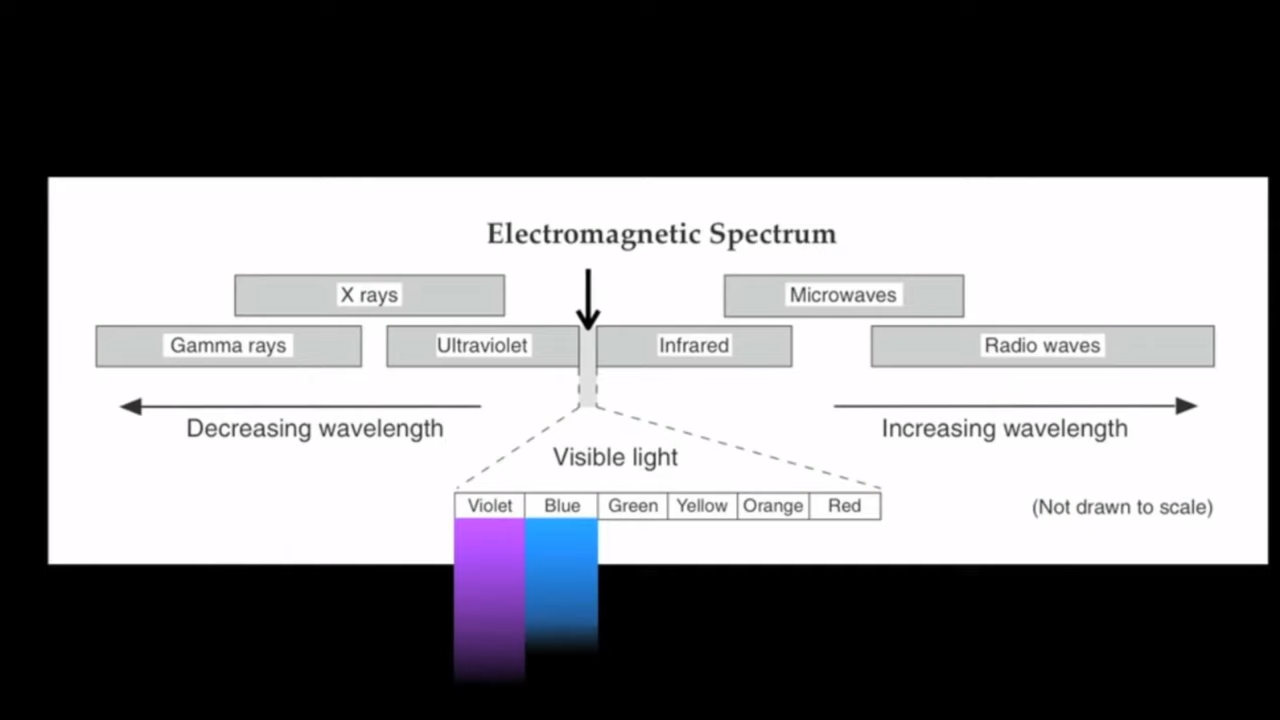 Electromagnetic Spectrum
X rays
Microwaves
Gamma rays
Ultraviolet
Infrared
Radio waves
Decreasing wavelength
Increasing wavelength
Visible light
Violet
Blue
Green
Yellow
Orange
Red
(Not drawn to scale)